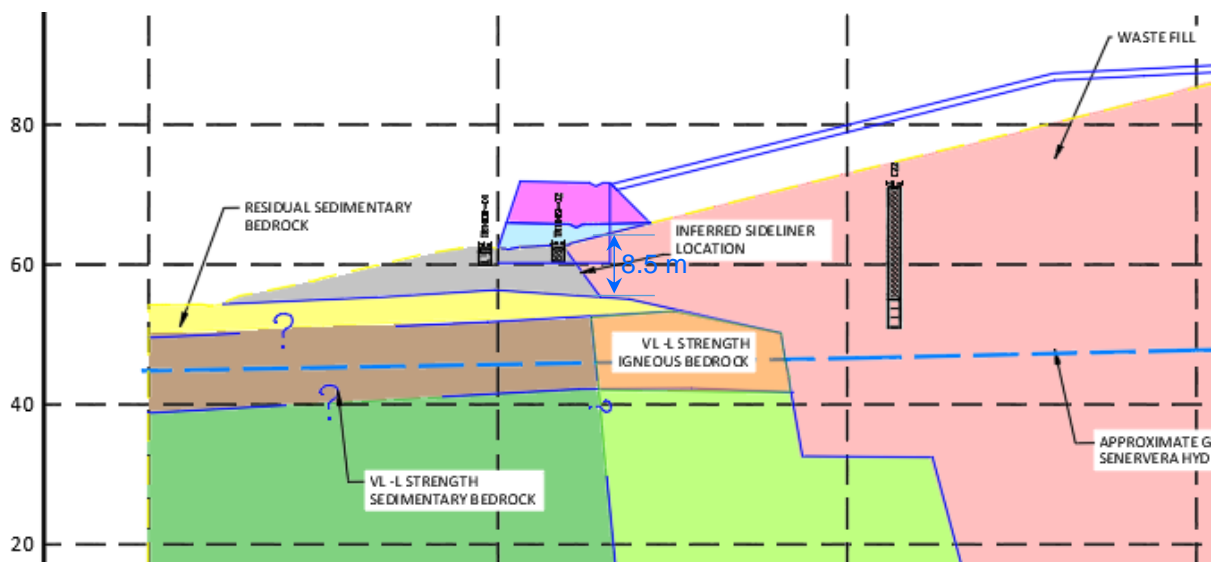 WASTE FILL
80
RESIDUAL SEDIMENTARY
BEDROCK
INFERRED SIDELINER
LOCATION
60
8.5 m
?
VL -L STRENGTH
IGNEOUS BEDROCK
?
40
?
APPROXIMATE G
SENERVERA HYD
VL -L STRENGTH
SEDIMENTARY BEDROCK
20